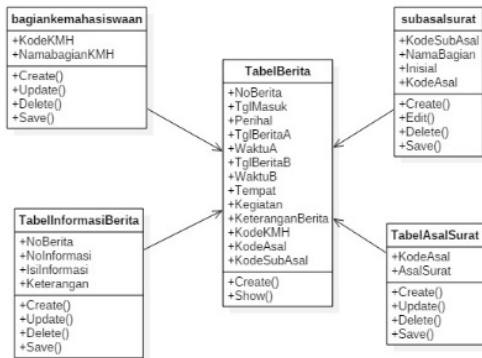 bagiankemahasiswaan
+KodeKMH
+NamabagianKMH
+Create()
+Update()
+Delete()
+Save()
subasalsurat
+KodeSubAsal
+NamaBagian
+Inisial
+KodeAsal
+Create()
+Edit()
+Delete()
+Save()
TabelBerita
+NoBerita
+TglMasuk
+Perihal
+TglBeritaA
+WaktuA
+TglBeritaB
+WaktuB
+Tempat
+Kegiatan
+KeteranganBerita
+KodeKMH
+KodeAsal
+KodeSubAsal
+Create()
+Show()
TabelInformasiBerita
+NoBerita
+NoInformasi
+IsiInformasi
+Keterangan
+Create()
+Update()
+Delete()
+Save()
TabelAsalSurat
+KodeAsal
+AsalSurat
+Create()
+Update()
+Delete()
+Save()